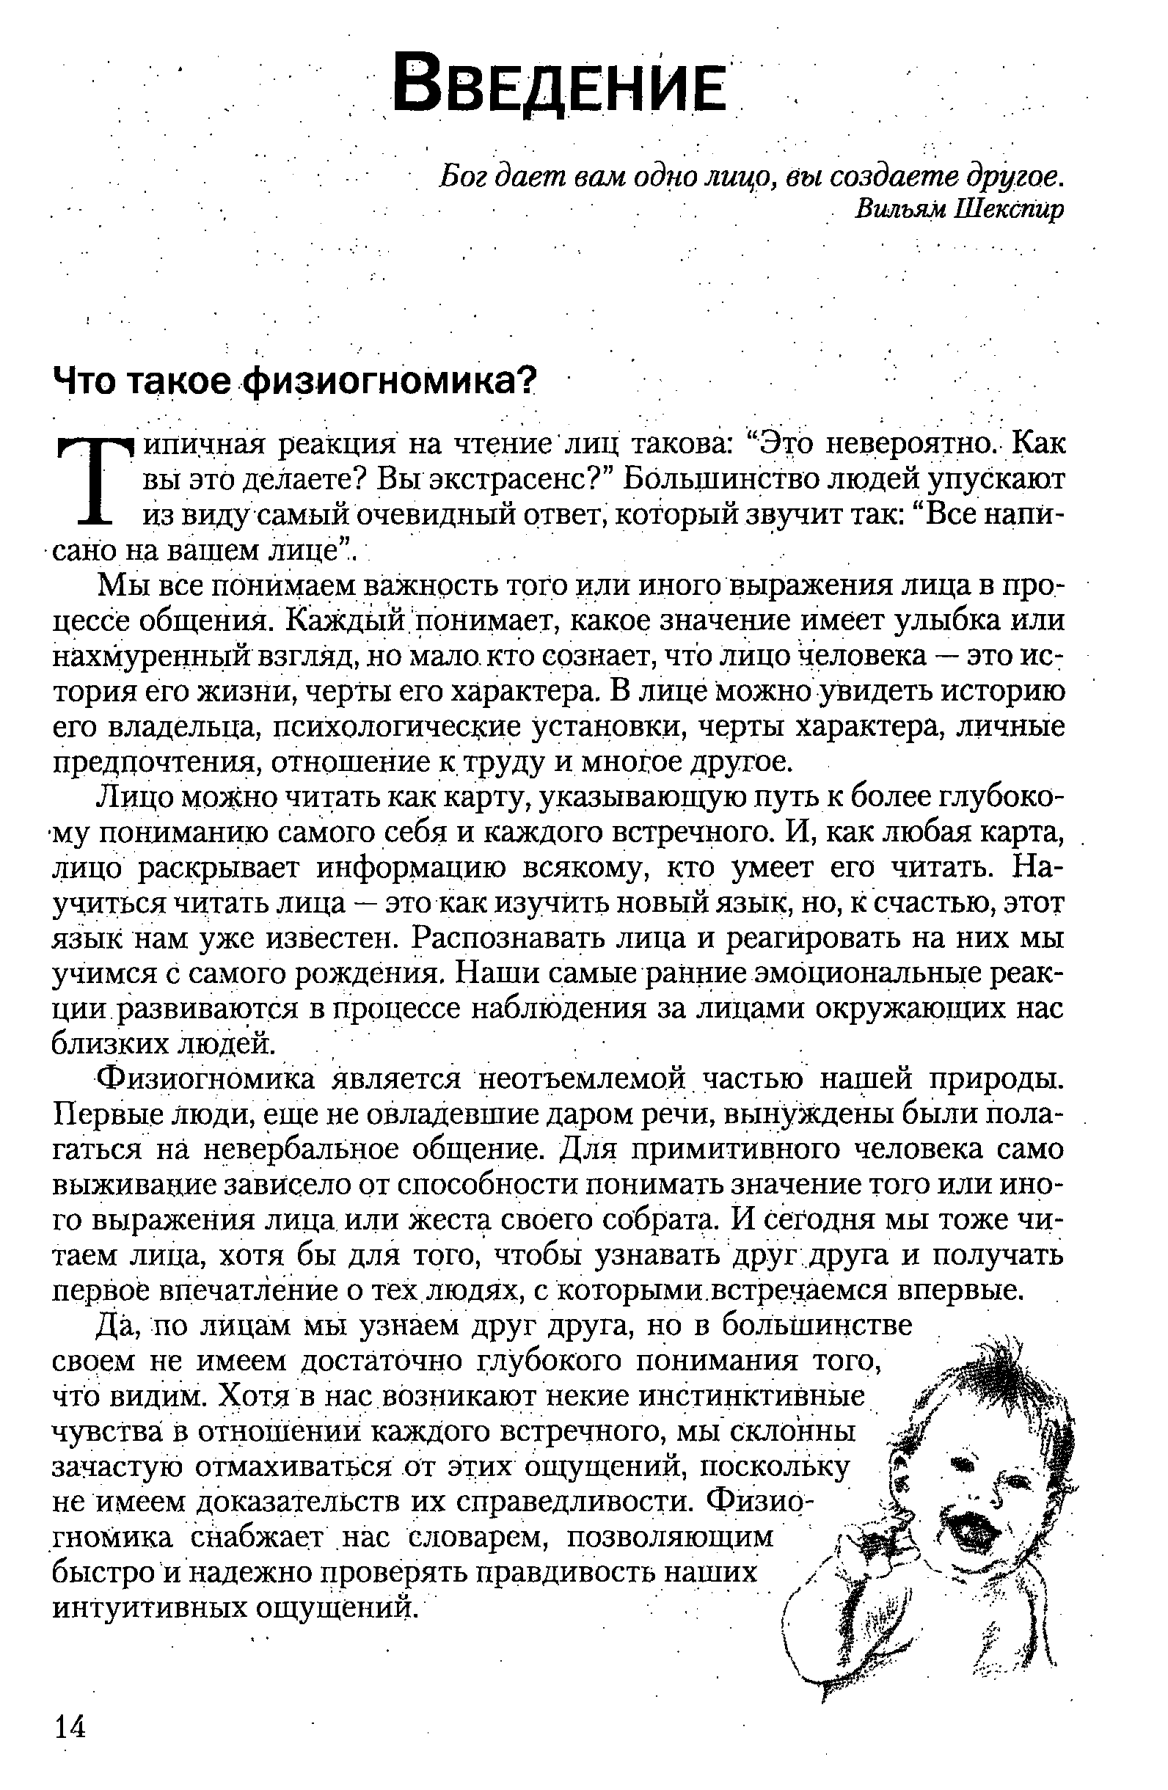 Введение
Бог дает вам одно лицо, вы создаете другое.
Вильям Шекспир
Что такое физиогномика?
Типичная реакция на чтение лиц такова: “Это невероятно. Как
вы это делаете? Вы экстрасенс?” Большинство людей упускают
из виду самый очевидный ответ, который звучит так: “Все напи-
сано на вашем лице”.
Мы все понимаем важность того или иного выражения лица в про-
цессе общения. Каждый понимает, какое значение имеет улыбка или
нахмуренный взгляд, но мало кто сознает, что лицо человека — это ис-
тория его жизни, черты его характера. В лице можно увидеть историю
его владельца, психологические установки, черты характера, личные
предпочтения, отношение к труду и многое другое.
Лицо можно читать как карту, указывающую путь к более глубоко-
му пониманию самого себя и каждого встречного. И, как любая карта,
лицо раскрывает информацию всякому, кто умеет его читать. На-
учиться читать лица — это как изучить новый язык, но, к счастью, этот
язык нам уже известен. Распознавать лица и реагировать на них мы
учимся с самого рождения. Наши самые ранние эмоциональные реак-
ции развиваются в процессе наблюдения за лицами окружающих нас
близких людей.
Физиогномика является неотъемлемой частью нашей природы.
Первые люди, еще не овладевшие даром речи, вынуждены были пола-
гаться на невербальное общение. Для примитивного человека само
выживание зависело от способности понимать значение того или ино-
го выражения лица или жеста своего собрата. И сегодня мы тоже чи-
таем лица, хотя бы для того, чтобы узнавать друг друга и получать
первое впечатление о тех людях, с которыми встречаемся впервые.
Да, по лицам мы узнаем друг друга, но в большинстве
своем не имеем достаточно глубокого понимания того,
что видим. Хотя в нас возникают некие инстинктивные
чувства в отношении каждого встречного, мы склонны
зачастую отмахиваться от этих ощущений, поскольку
не имеем доказательств их справедливости. Физио-
гномика снабжает нас словарем, позволяющим
быстро и надежно проверять правдивость наших
интуитивных ощущений.
14